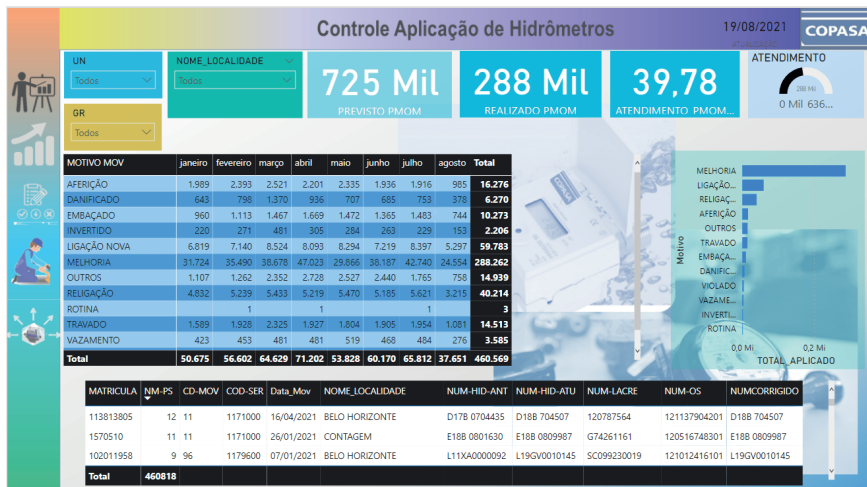 Controle Aplicação de Hidrômetros
19/08/2021
COPASA
UN
Todos
NOME_LOCALIDADE
Todos
GR
Todos
725 Mil
PREVISTO PMOM
288 Mil
REALIZADO PMOM
39,78
ATENDIMENTO PMOM...
ATENDIMENTO
288 Mil
0 Mil 636...
MOTIVO MOV janeiro fevereiro março abril maio junho julho agosto Total
AFERIÇÃO 1.989 2.393 2.521 2.201 2.335 1.936 1.916 985 16.276
DANIFICADO 643 798 1.370 936 707 685 753 378 6.270
EMBAÇADO 960 1.113 1.467 1.669 1.472 1.365 1.483 744 10.273
INVERTIDO 220 271 481 305 284 263 229 153 2.206
LIGAÇÃO NOVA 6.819 7.140 8.524 8.093 8.294 7.219 8.397 5.297 59.783
MELHORIA 31.724 35.490 38.678 47.023 29.866 38.187 42.740 24.554 288.262
OUTROS 1.107 1.262 2.352 2.728 2.527 2.440 1.765 758 14.939
RELIGAÇÃO 4.832 5.239 5.433 5.219 5.470 5.185 5.621 3.215 40.214
ROTINA 1 1 1 3
TRAVADO 1.589 1.928 2.325 1.927 1.804 1.905 1.954 1.081 14.513
VAZAMENTO 423 453 481 481 519 468 484 276 3.585
Total 50.675 56.602 64.629 71.202 53.828 60.170 65.812 37.651 460.569
COPASA
Motivo
MELHORIA
LIGAÇÃO...
RELIGAÇ...
AFERIÇÃO
OUTROS
TRAVADO
EMBAÇA...
DANIFIC...
VIOLADO
VAZAME...
INVERTI...
ROTINA
0,0 Mi 0,2 Mi
TOTAL_APLICADO
MATRICULA NM-PS CD-MOV COD-SER Data_Mov NOME_LOCALIDADE NUM-HID-ANT NUM-HID-ATU NUM-LACRE NUM-OS NUMCORRIGIDO
113813805 12 11 1171000 16/04/2021 BELO HORIZONTE D17B 0704435 D18B 704507 120787564 121137904201 D18B 704507
1570510 11 11 1171000 26/01/2021 CONTAGEM E18B 0801630 E18B 0809987 G74261161 120516748301 E18B 0809987
102011958 9 96 1179600 07/01/2021 BELO HORIZONTE L11XA0000092 L19GV0010145 SC099230019 121012416101 L19GV0010145
Total 460818